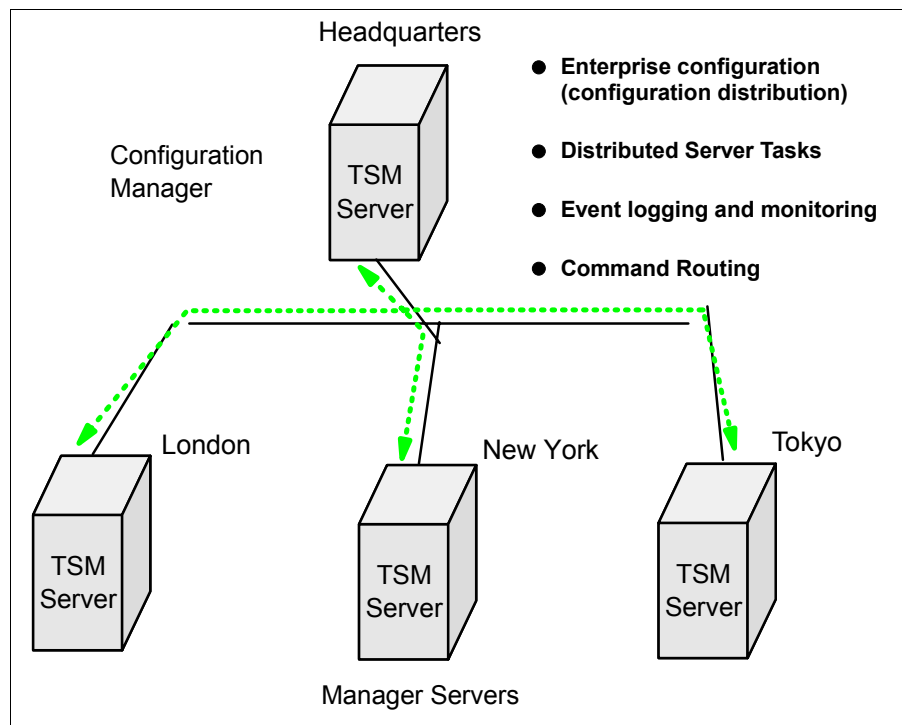 Headquarters
● Enterprise configuration
(configuration distribution)
● Distributed Server Tasks
● Event logging and monitoring
● Command Routing
Configuration
Manager
TSM
Server
London
New York
Tokyo
TSM
Server
TSM
Server
TSM
Server
Manager Servers